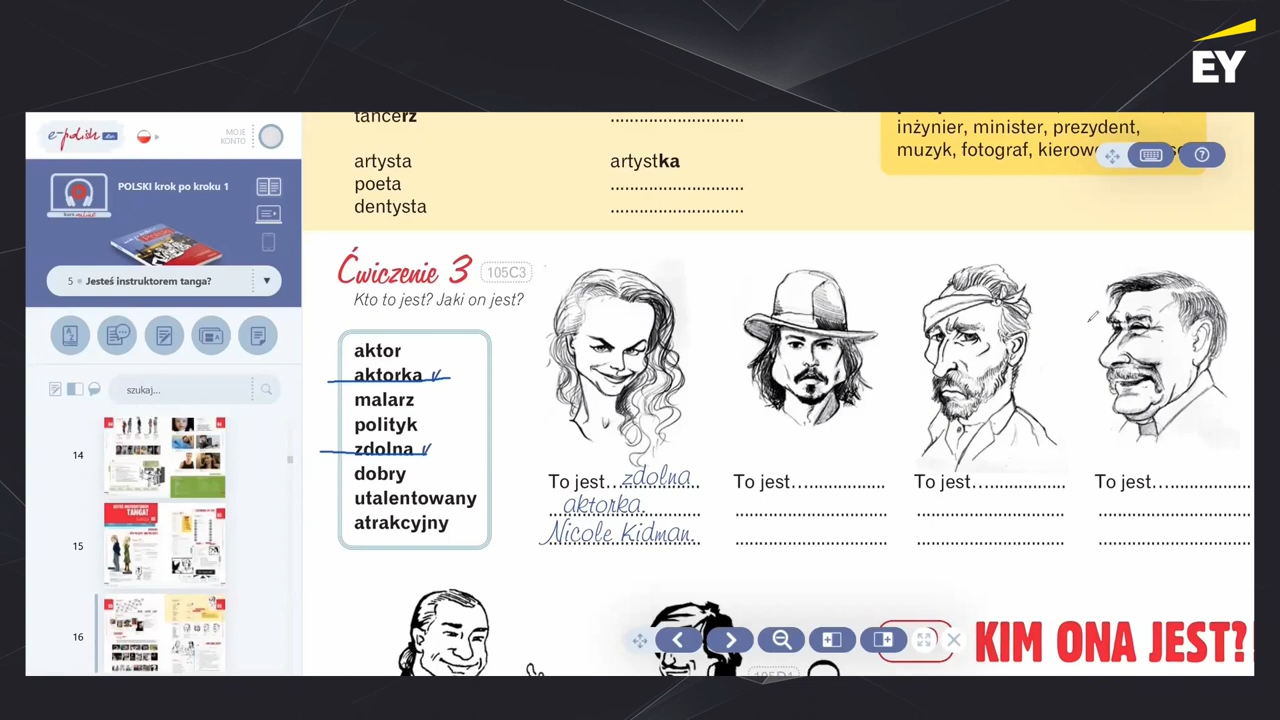 EY
e-polish
MOJE
KONTO
POLSKI krok po kroku 1
5 Jesteś instruktorem tanga?
szukaj...
14
15
16
tancerz ..........................
artysta artystka
poeta ..........................
dentysta ..........................
inżynier, minister, prezydent,
muzyk, fotograf,
Ćwiczenie 3 105C3
Kto to jest? Jaki on jest?
aktor
aktorka
malarz
polityk
zdolna
dobry
utalentowany
atrakcyjny
To jest...zdolna
aktorka.
Nicole Kidman.
To jest..................
To jest..................
To jest..................
KIM ONA JEST?